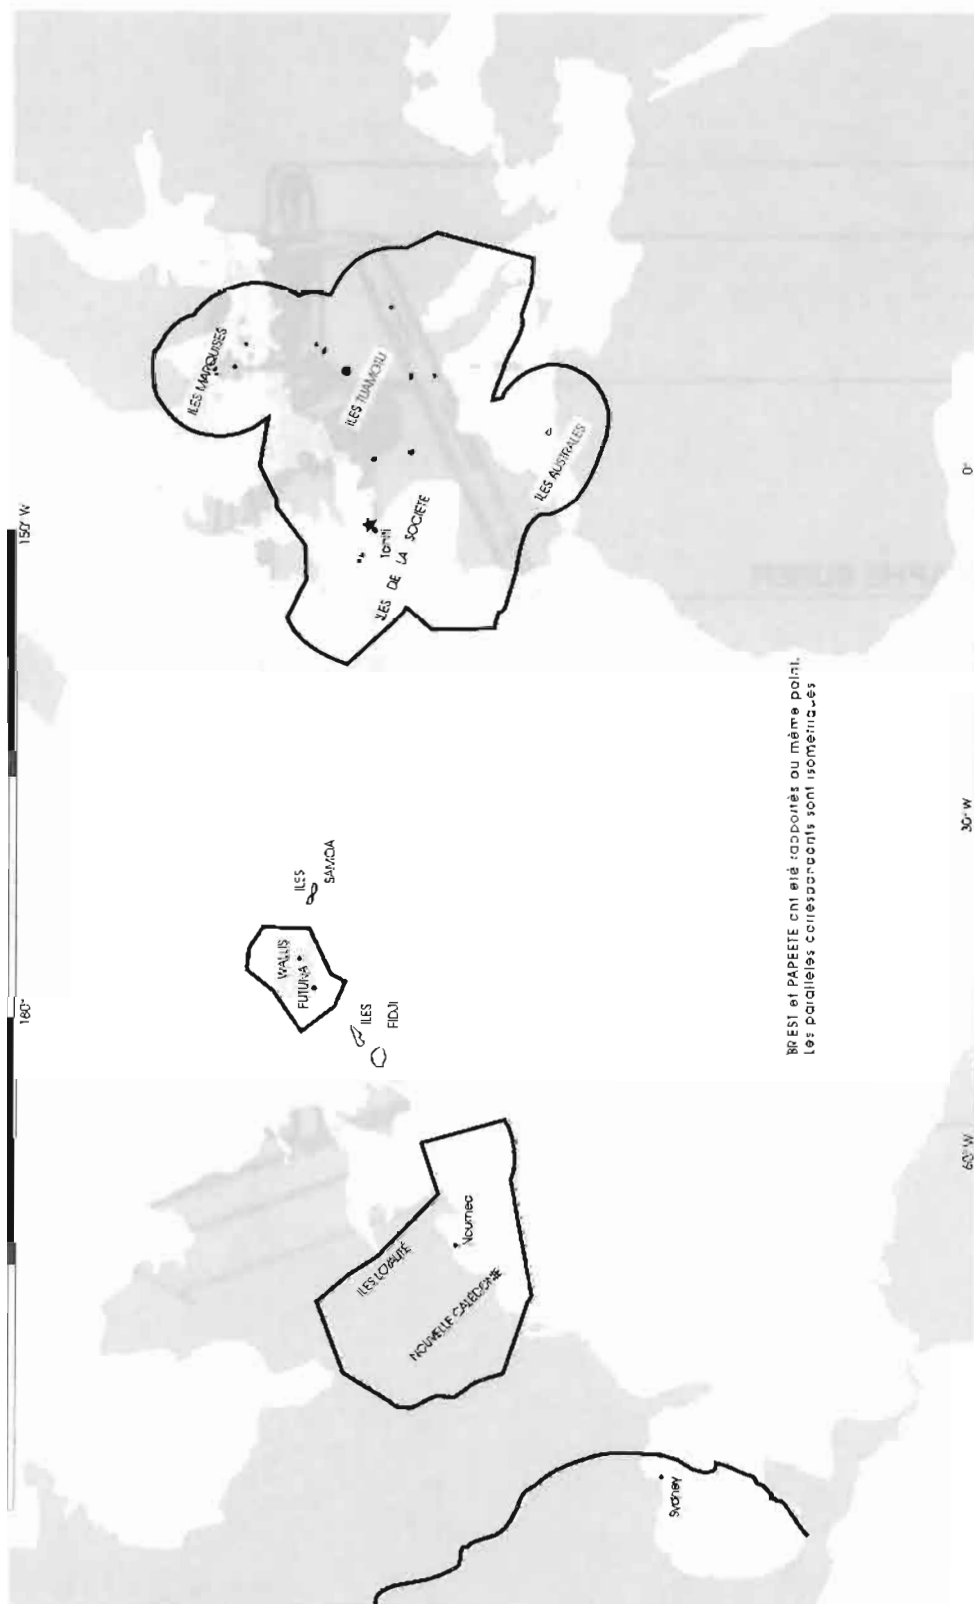 150° W
180°
ILES MARQUISES
ILES TUAMOTU
Tahiti
ILES DE LA SOCIETE
ILES AUSTRALES
ILES
SAMOA
WALLIS
FUTUNA
ILES
FIDJI
ILES LOYAUTÉ
Noumea
NOUVELLE CALEDONIE
Sydney
BREST et PAPEETE ont été rapportés au même point.
Les parallèles correspondants sont isométriques
0°
30° W
60° W